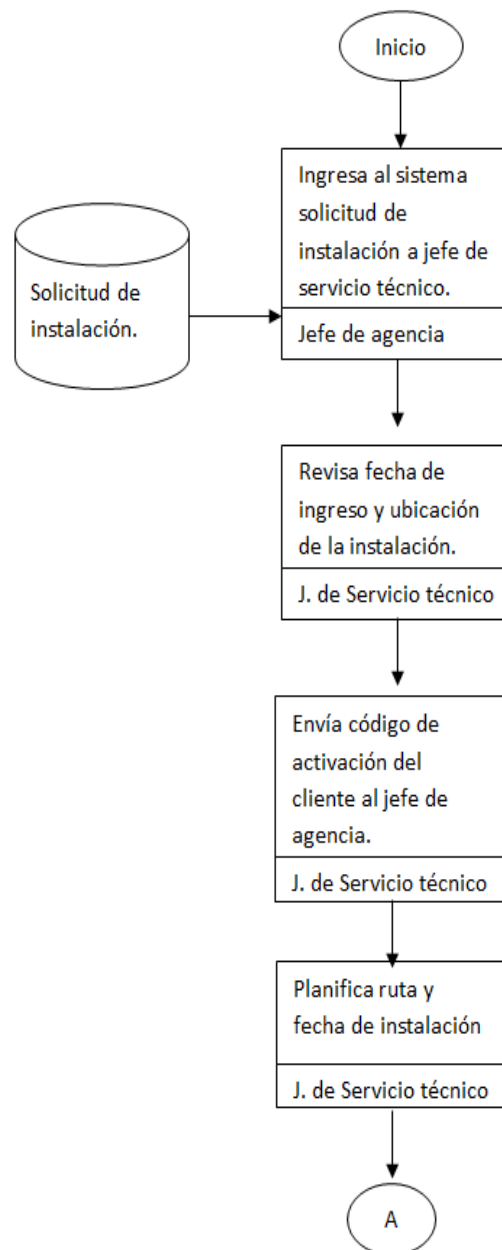 Inicio
Ingresa al sistema
solicitud de
instalación a jefe de
servicio técnico.
Jefe de agencia
Solicitud de
instalación.
Revisa fecha de
ingreso y ubicación
de la instalación.
J. de Servicio técnico
Envía código de
activación del
cliente al jefe de
agencia.
J. de Servicio técnico
Planifica ruta y
fecha de instalación
J. de Servicio técnico
A